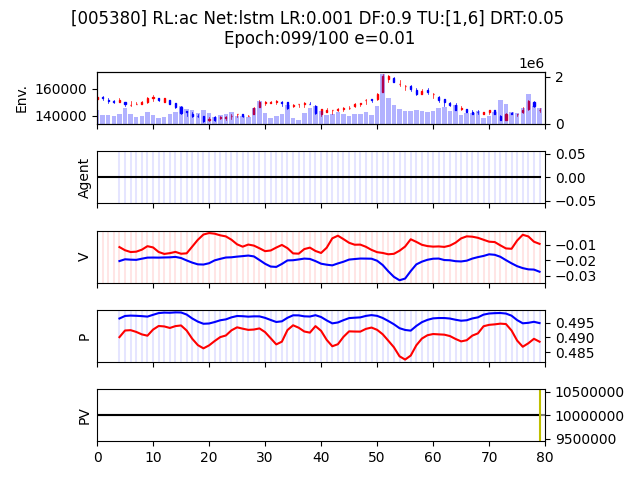 [005380] RL:ac Net:lstm LR:0.001 DF:0.9 TU:[1,6] DRT:0.05
Epoch:099/100 e=0.01
1e6
Env.
160000
140000
2
0
Agent
0.05
0.00
−0.05
V
−0.01
−0.02
−0.03
P
0.495
0.490
0.485
PV
10500000
10000000
9500000
0 10 20 30 40 50 60 70 80